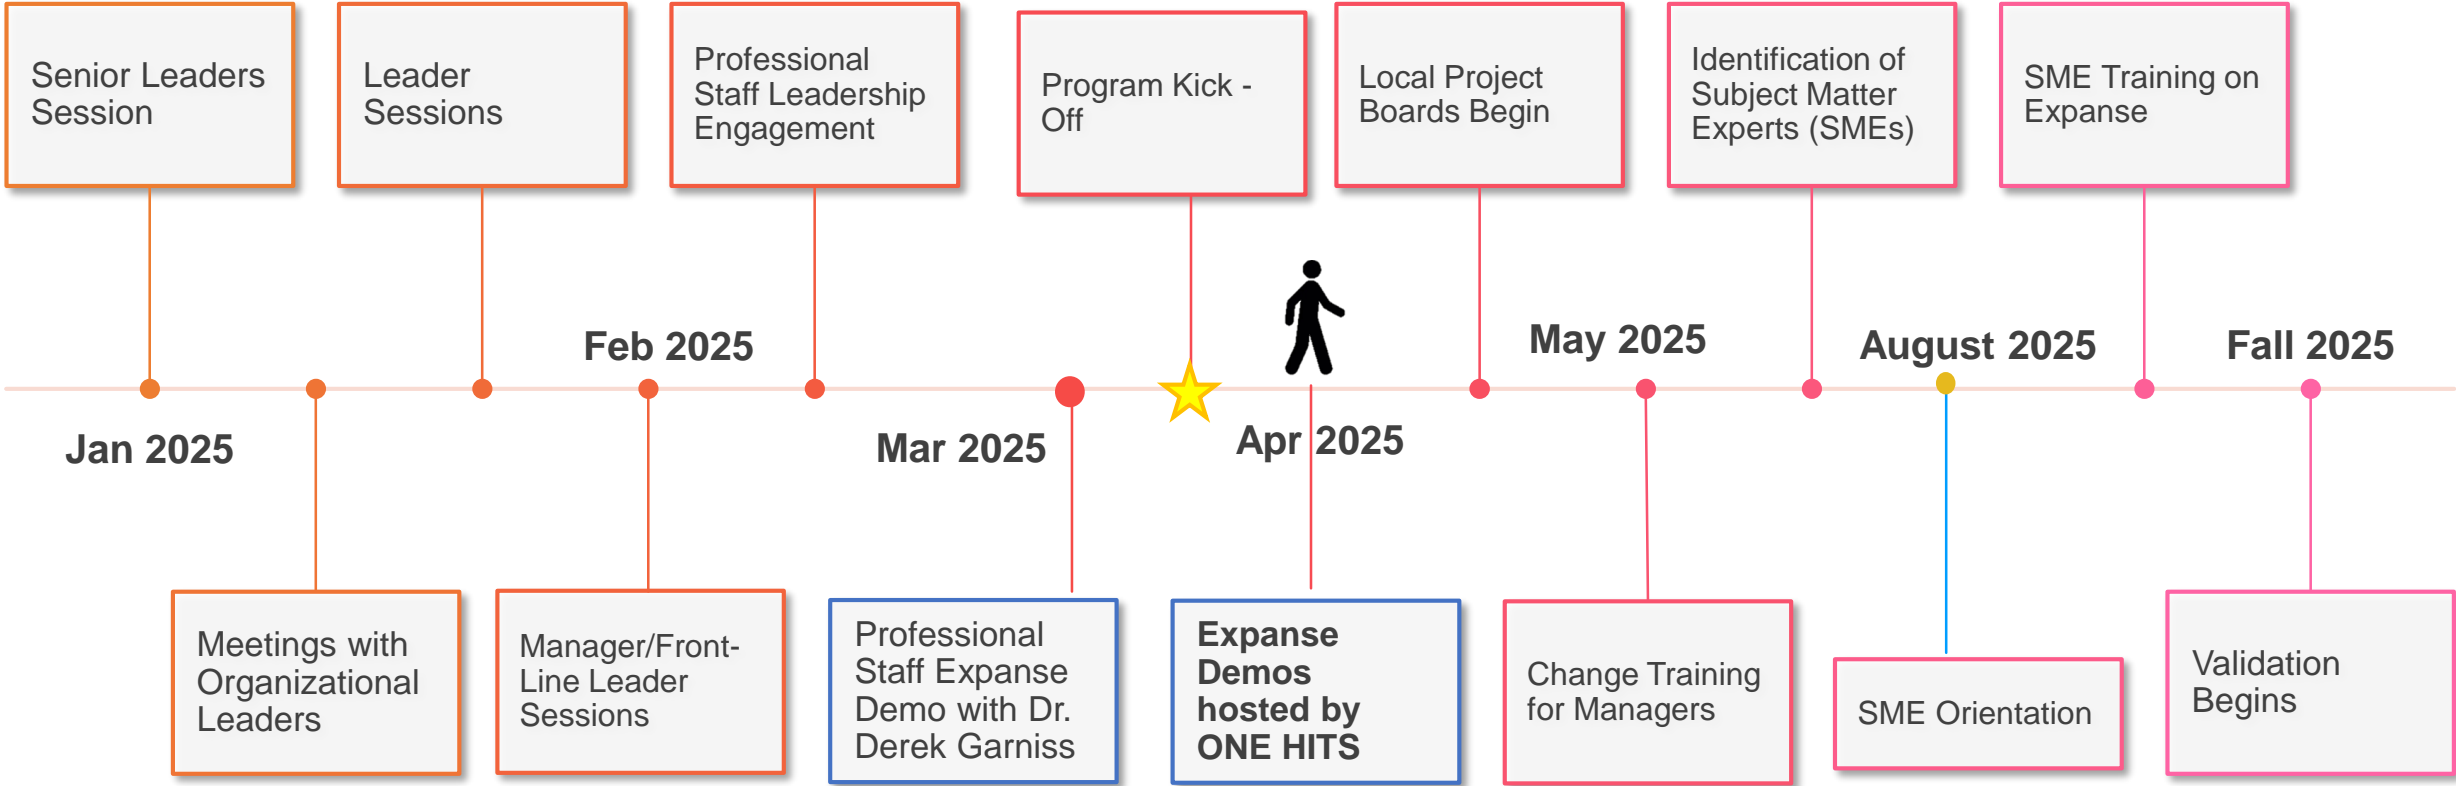 Senior Leaders
Session
Leader
Sessions
Professional
Staff Leadership
Engagement
Program Kick -
Off
Local Project
Boards Begin
Identification of
Subject Matter
Experts (SMEs)
SME Training on
Expanse
Jan 2025
Feb 2025
Mar 2025
Apr 2025
May 2025
August 2025
Fall 2025
Meetings with
Organizational
Leaders
Manager/Front-
Line Leader
Sessions
Professional
Staff Expanse
Demo with Dr.
Derek Garniss
Expanse
Demos
hosted by
ONE HITS
Change Training
for Managers
SME Orientation
Validation
Begins